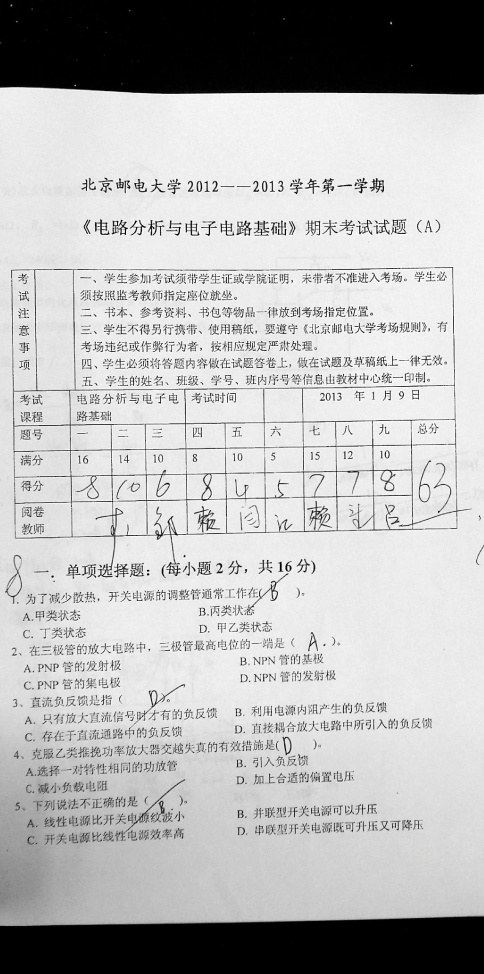 北京邮电大学 2012——2013 学年第一学期
《电路分析与电子电路基础》期末考试试题（A）
考试注意事项
一、学生参加考试须带学生证或学院证明，未带者不准进入考场。学生必
须按照监考教师指定座位就坐。
二、书本、参考资料、书包等物品一律放到考场指定位置。
三、学生不得另行携带、使用稿纸，要遵守《北京邮电大学考场规则》，有
考场违纪或作弊行为者，按相应规定严肃处理。
四、学生必须将答题内容做在试题答卷上，做在试题及草稿纸上一律无效。
五、学生的姓名、班级、学号、班内序号等信息由教材中心统一印制。
考试课程 电路分析与电子电路基础 考试时间 2013 年 1 月 9 日
题号 一 二 三 四 五 六 七 八 九 总分
满分 16 14 10 8 10 5 15 12 10
得分 8 10 6 8 4 5 7 7 8 63
阅卷教师 邹 赖 闫 江 赖 吕
8 一. 单项选择题：(每小题 2 分，共 16 分)
1. 为了减少散热，开关电源的调整管通常工作在( B )。
A.甲类状态 B.丙类状态
C. 丁类状态 D. 甲乙类状态
2、在三极管的放大电路中，三极管最高电位的一端是（ A. ）。
A. PNP 管的发射极 B. NPN 管的基极
C. PNP 管的集电极 D. NPN 管的发射极
3、直流负反馈是指（ D ）。
A. 只有放大直流信号时才有的负反馈 B. 利用电源内阻产生的负反馈
C. 存在于直流通路中的负反馈 D. 直接耦合放大电路中所引入的负反馈
4、克服乙类推挽功率放大器交越失真的有效措施是( D )。
A.选择一对特性相同的功放管 B. 引入负反馈
C. 减小负载电阻 D. 加上合适的偏置电压
5、下列说法不正确的是（ B. ）。
A. 线性电源比开关电源纹波小 B. 并联型开关电源可以升压
C. 开关电源比线性电源效率高 D. 串联型开关电源既可升压又可降压